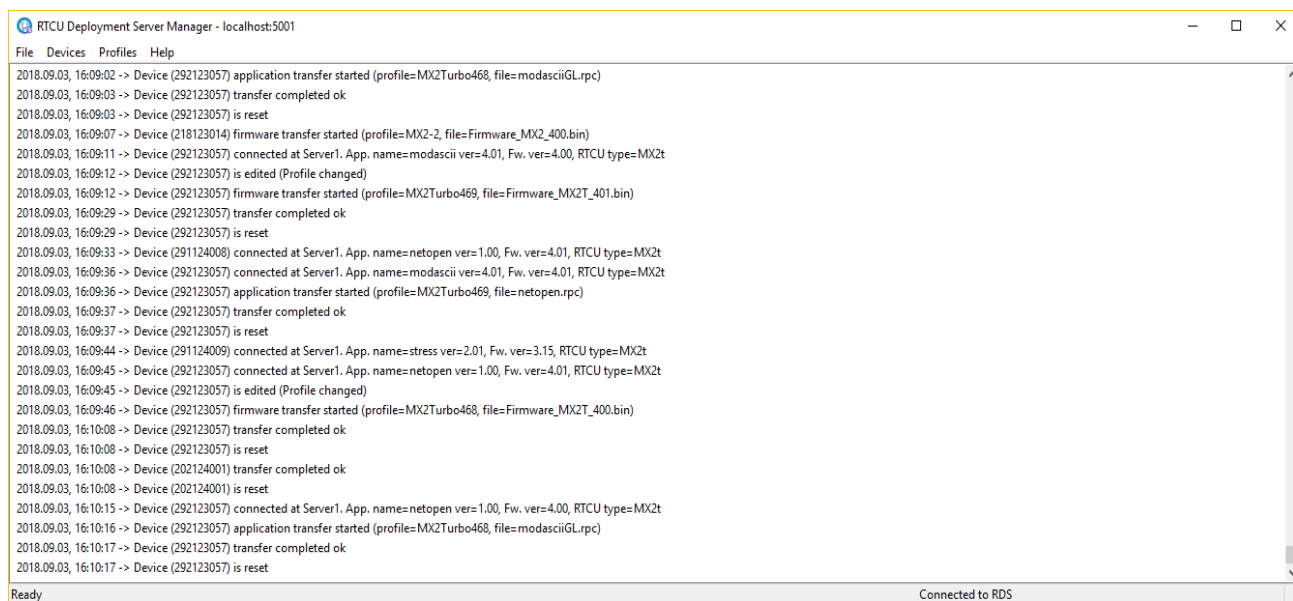 RTCU Deployment Server Manager - localhost:5001
File Devices Profiles Help
2018.09.03, 16:09:02 -> Device (292123057) application transfer started (profile=MX2Turbo468, file=modasciiGL.rpc)
2018.09.03, 16:09:03 -> Device (292123057) transfer completed ok
2018.09.03, 16:09:03 -> Device (292123057) is reset
2018.09.03, 16:09:07 -> Device (218123014) firmware transfer started (profile=MX2-2, file=Firmware_MX2_400.bin)
2018.09.03, 16:09:11 -> Device (292123057) connected at Server1. App. name=modascii ver=4.01, Fw. ver=4.00, RTCU type=MX2t
2018.09.03, 16:09:12 -> Device (292123057) is edited (Profile changed)
2018.09.03, 16:09:12 -> Device (292123057) firmware transfer started (profile=MX2Turbo469, file=Firmware_MX2T_401.bin)
2018.09.03, 16:09:29 -> Device (292123057) transfer completed ok
2018.09.03, 16:09:29 -> Device (292123057) is reset
2018.09.03, 16:09:33 -> Device (291124008) connected at Server1. App. name=netopen ver=1.00, Fw. ver=4.01, RTCU type=MX2t
2018.09.03, 16:09:36 -> Device (292123057) connected at Server1. App. name=modascii ver=4.01, Fw. ver=4.01, RTCU type=MX2t
2018.09.03, 16:09:36 -> Device (292123057) application transfer started (profile=MX2Turbo469, file=netopen.rpc)
2018.09.03, 16:09:37 -> Device (292123057) transfer completed ok
2018.09.03, 16:09:37 -> Device (292123057) is reset
2018.09.03, 16:09:44 -> Device (291124009) connected at Server1. App. name=stress ver=2.01, Fw. ver=3.15, RTCU type=MX2t
2018.09.03, 16:09:45 -> Device (292123057) connected at Server1. App. name=netopen ver=1.00, Fw. ver=4.01, RTCU type=MX2t
2018.09.03, 16:09:45 -> Device (292123057) is edited (Profile changed)
2018.09.03, 16:09:46 -> Device (292123057) firmware transfer started (profile=MX2Turbo468, file=Firmware_MX2T_400.bin)
2018.09.03, 16:10:08 -> Device (292123057) transfer completed ok
2018.09.03, 16:10:08 -> Device (292123057) is reset
2018.09.03, 16:10:08 -> Device (202124001) transfer completed ok
2018.09.03, 16:10:08 -> Device (202124001) is reset
2018.09.03, 16:10:15 -> Device (292123057) connected at Server1. App. name=netopen ver=1.00, Fw. ver=4.00, RTCU type=MX2t
2018.09.03, 16:10:16 -> Device (292123057) application transfer started (profile=MX2Turbo468, file=modasciiGL.rpc)
2018.09.03, 16:10:17 -> Device (292123057) transfer completed ok
2018.09.03, 16:10:17 -> Device (292123057) is reset
Ready Connected to RDS